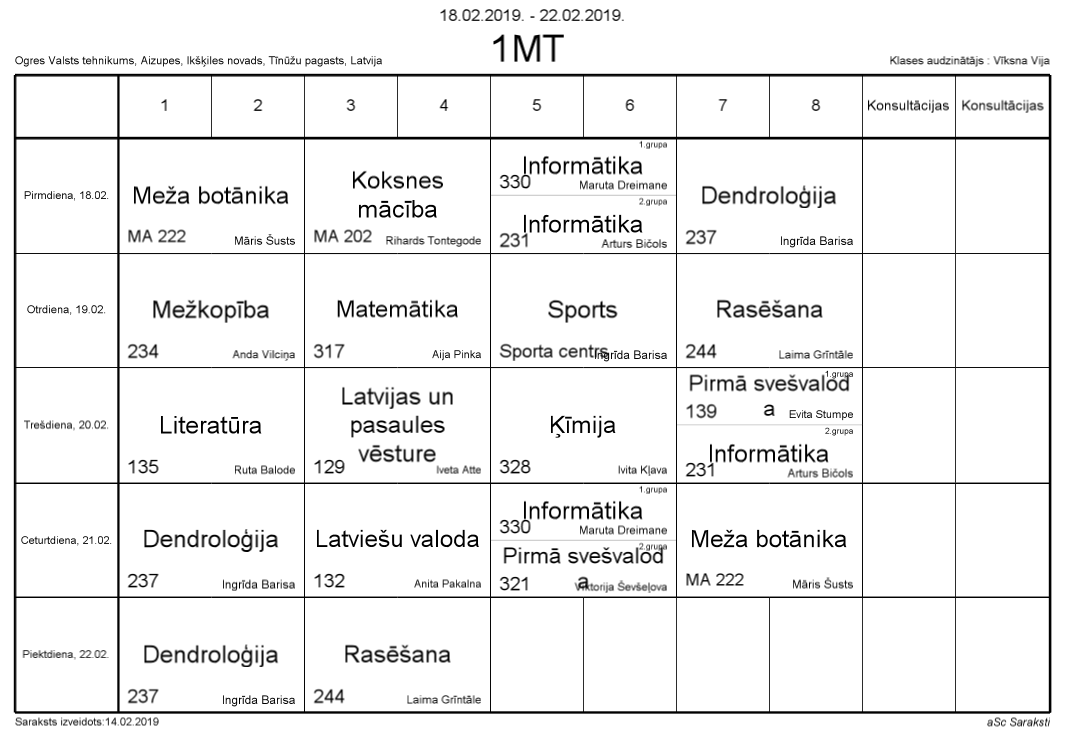 18.02.2019. - 22.02.2019.
1MT
Ogres Valsts tehnikums, Aizupes, Ikšķiles novads, Tīnūžu pagasts, Latvija
Klases audzinātājs : Vīksna Vija
1 2 3 4 5 6 7 8 Konsultācijas Konsultācijas
Pirmdiena, 18.02.
Meža botānika
MA 222 Māris Šusts
Koksnes
mācība
MA 202 Rihards Tontegode
1.grupa
Informātika
330 Maruta Dreimane
2.grupa
Informātika
231 Arturs Bičols
Dendroloģija
237 Ingrīda Barisa
Otrdiena, 19.02.
Mežkopība
234 Anda Vilciņa
Matemātika
317 Aija Pinka
Sports
Sporta centrs Ingrīda Barisa
Rasēšana
244 Laima Grīntāle
Trešdiena, 20.02.
Literatūra
135 Ruta Balode
Latvijas un
pasaules
vēsture
129 Iveta Atte
Ķīmija
328 Ivita Kļava
1.grupa
Pirmā svešvalod
a
139 Evita Stumpe
2.grupa
Informātika
231 Arturs Bičols
Ceturtdiena, 21.02.
Dendroloģija
237 Ingrīda Barisa
Latviešu valoda
132 Anita Pakalna
1.grupa
Informātika
330 Maruta Dreimane
2.grupa
Pirmā svešvalod
a
321 Viktorija Ševšeļova
Meža botānika
MA 222 Māris Šusts
Piektdiena, 22.02.
Dendroloģija
237 Ingrīda Barisa
Rasēšana
244 Laima Grīntāle
Saraksts izveidots:14.02.2019
aSc Saraksti